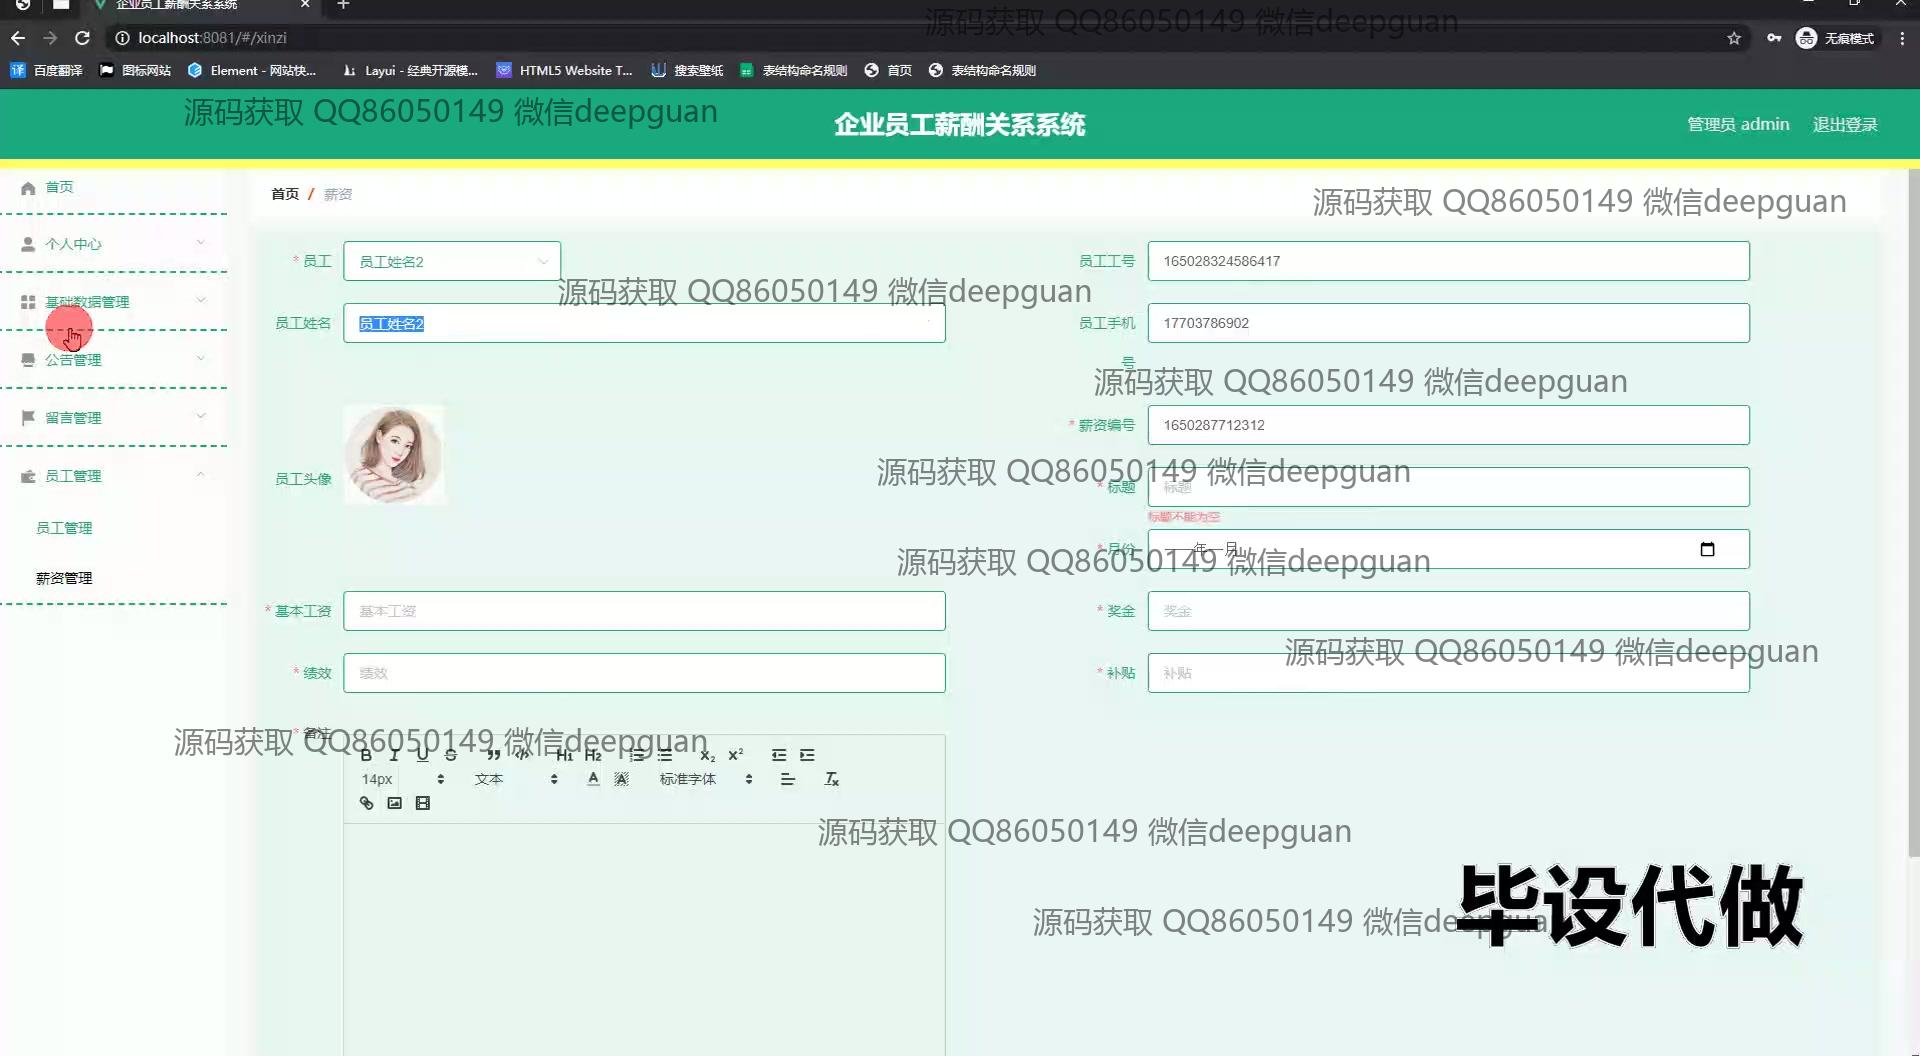 企业员工薪酬关系系统
localhost:8081/#/xinzi
无痕模式
百度翻译
图标网站
Element - 网站快...
Layui - 经典开源模...
HTML5 Website T...
搜索壁纸
表结构命名规则
首页
表结构命名规则
源码获取 QQ86050149 微信deepguan
源码获取 QQ86050149 微信deepguan
企业员工薪酬关系系统
管理员 admin
退出登录
首页
个人中心
基础数据管理
公告管理
留言管理
员工管理
员工管理
薪资管理
首页 / 薪资
源码获取 QQ86050149 微信deepguan
* 员工
员工姓名2
员工工号
165028324586417
源码获取 QQ86050149 微信deepguan
员工姓名
员工姓名2
员工手机号
17703786902
源码获取 QQ86050149 微信deepguan
员工头像
* 薪资编号
1650287712312
源码获取 QQ86050149 微信deepguan
* 标题
标题
标题不能为空
* 月份
----年--月
源码获取 QQ86050149 微信deepguan
* 基本工资
基本工资
* 奖金
奖金
源码获取 QQ86050149 微信deepguan
* 绩效
绩效
* 补贴
补贴
源码获取 QQ86050149 微信deepguan
* 备注
B I U S H1 H2 x₂ x²
14px 文本 A A 标准字体 Tx
源码获取 QQ86050149 微信deepguan
毕设代做
源码获取 QQ86050149 微信deepguan